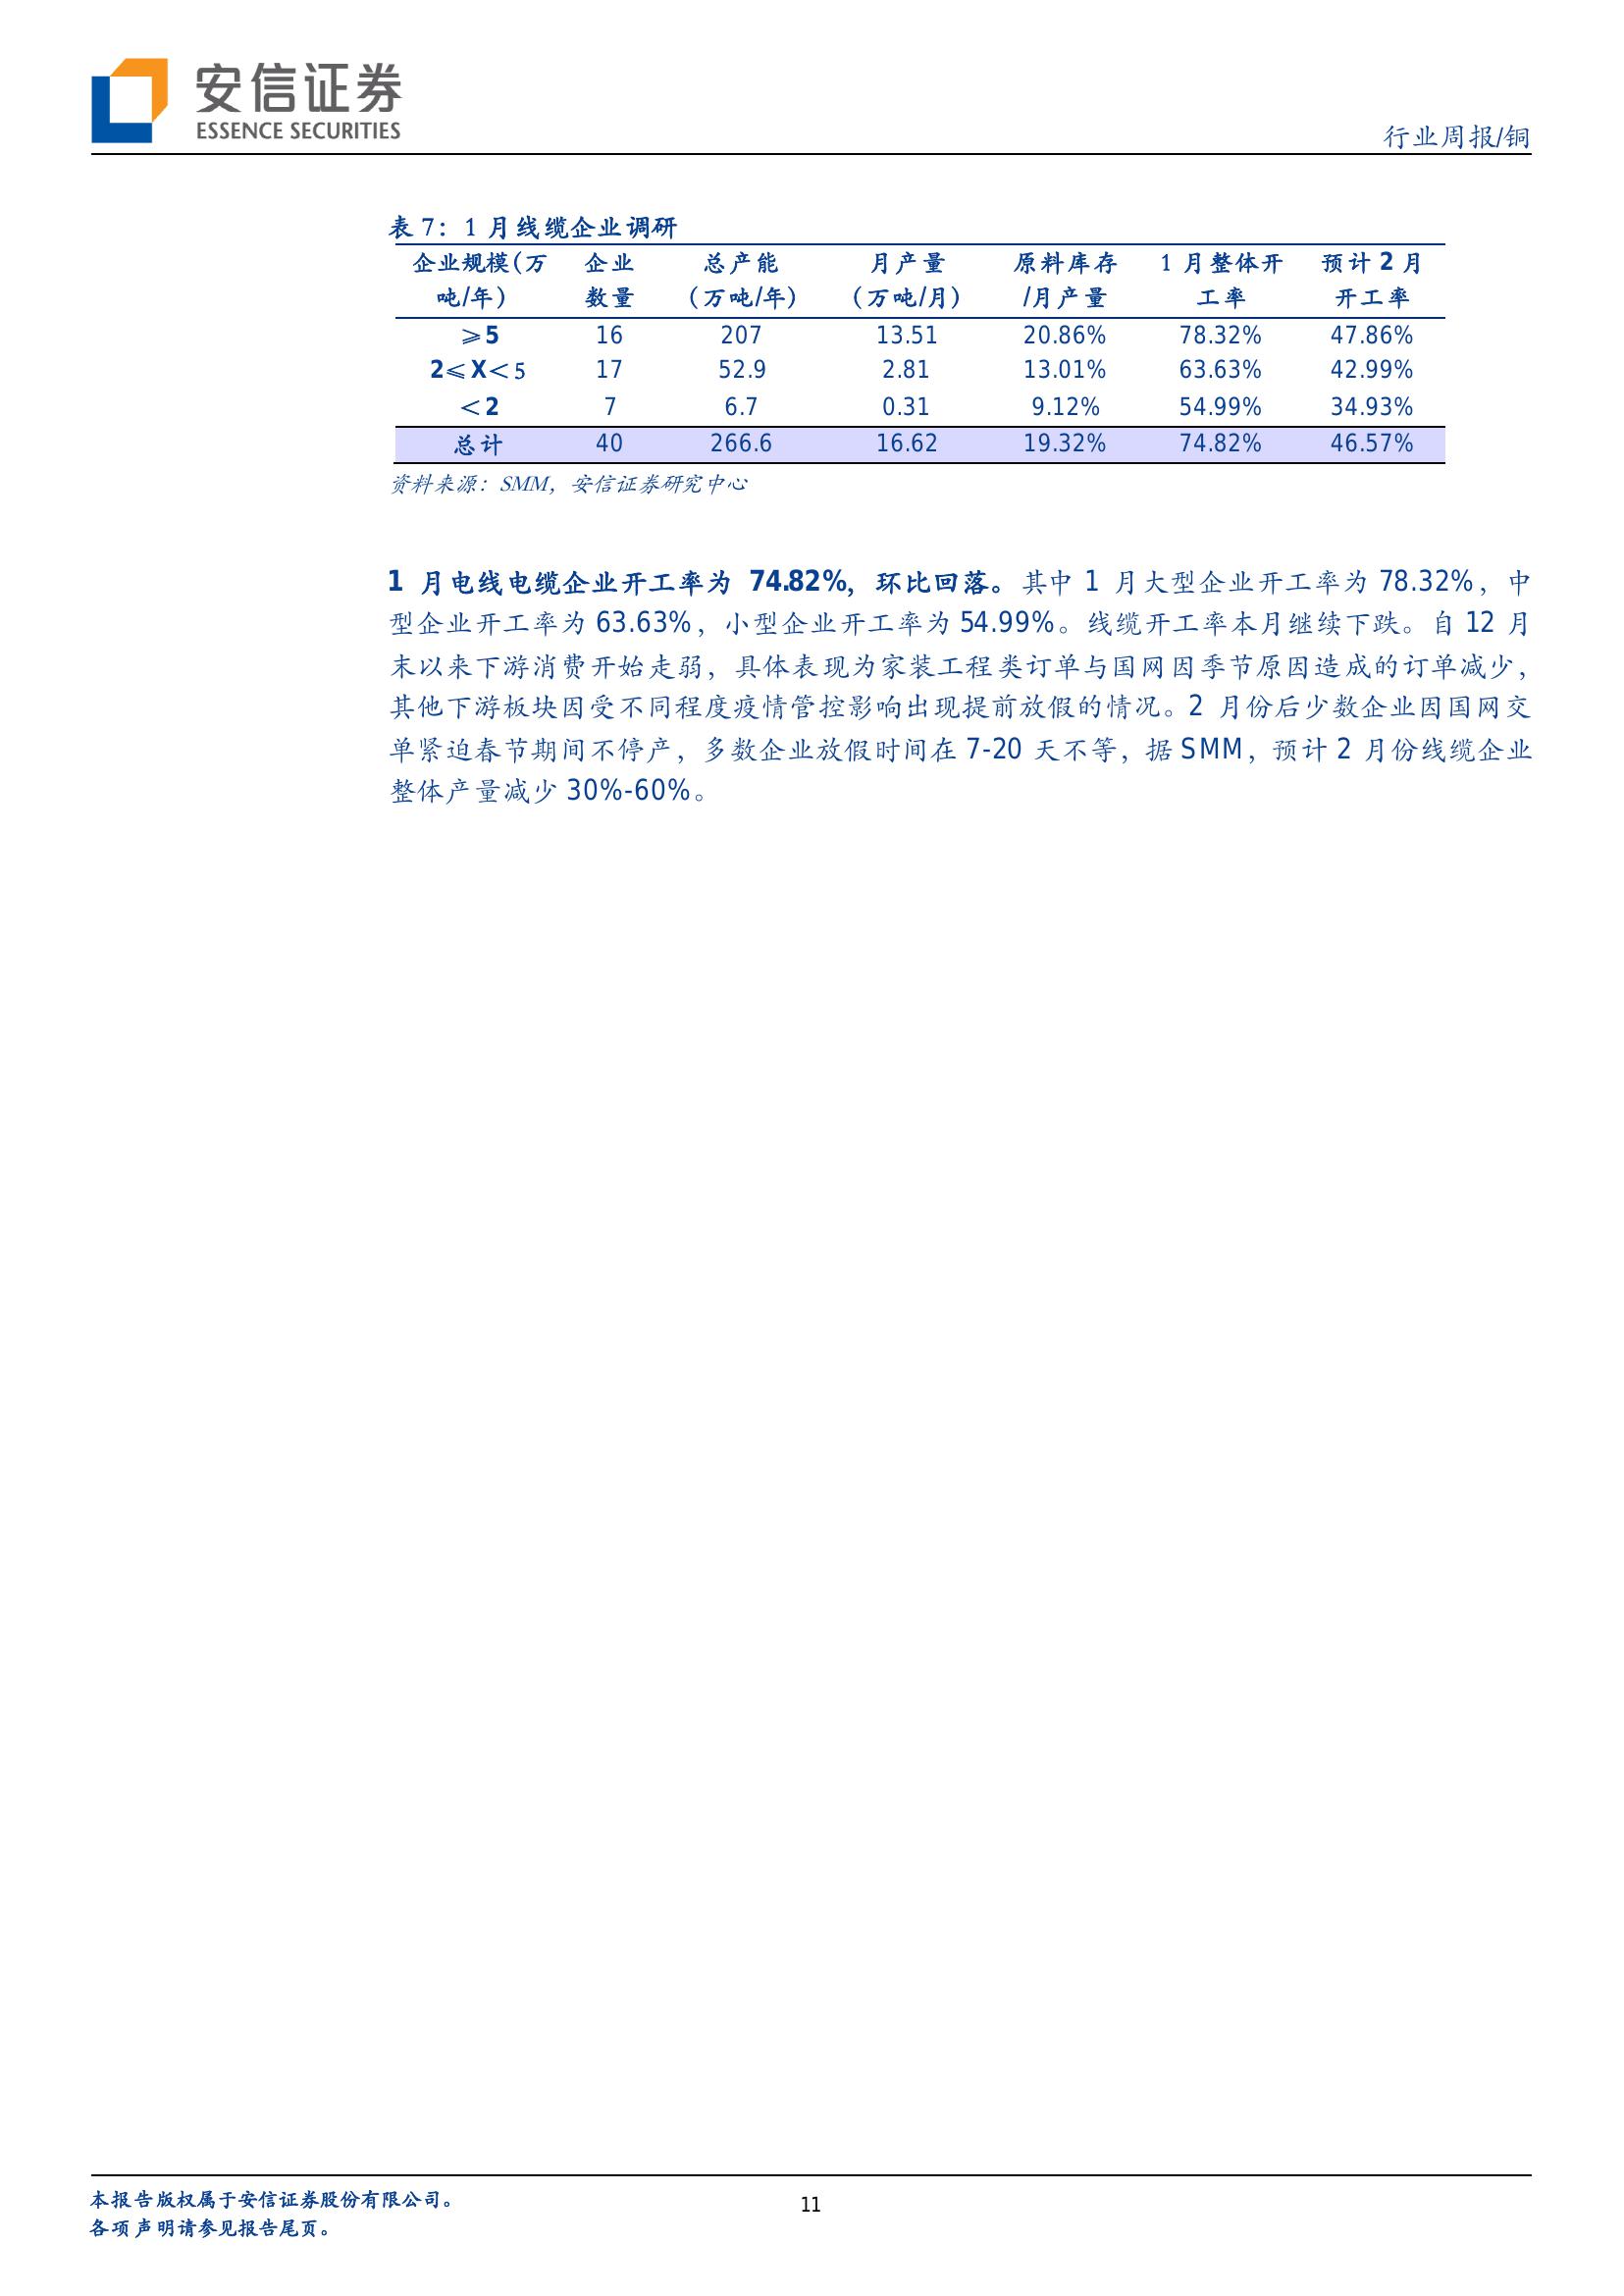 安信证券
ESSENCE SECURITIES
行业周报/铜
表 7：1 月线缆企业调研
企业规模(万 企业 总产能 月产量 原料库存 1 月整体开 预计 2 月
吨/年) 数量 (万吨/年) (万吨/月) /月产量 工率 开工率
≥5 16 207 13.51 20.86% 78.32% 47.86%
2≤X＜5 17 52.9 2.81 13.01% 63.63% 42.99%
＜2 7 6.7 0.31 9.12% 54.99% 34.93%
总计 40 266.6 16.62 19.32% 74.82% 46.57%
资料来源：SMM，安信证券研究中心
1 月电线电缆企业开工率为 74.82%，环比回落。其中 1 月大型企业开工率为 78.32%，中
型企业开工率为 63.63%，小型企业开工率为 54.99%。线缆开工率本月继续下跌。自 12 月
末以来下游消费开始走弱，具体表现为家装工程类订单与国网因季节原因造成的订单减少，
其他下游板块因受不同程度疫情管控影响出现提前放假的情况。2 月份后少数企业因国网交
单紧迫春节期间不停产，多数企业放假时间在 7-20 天不等，据 SMM，预计 2 月份线缆企业
整体产量减少 30%-60%。
本报告版权属于安信证券股份有限公司。
各项声明请参见报告尾页。
11